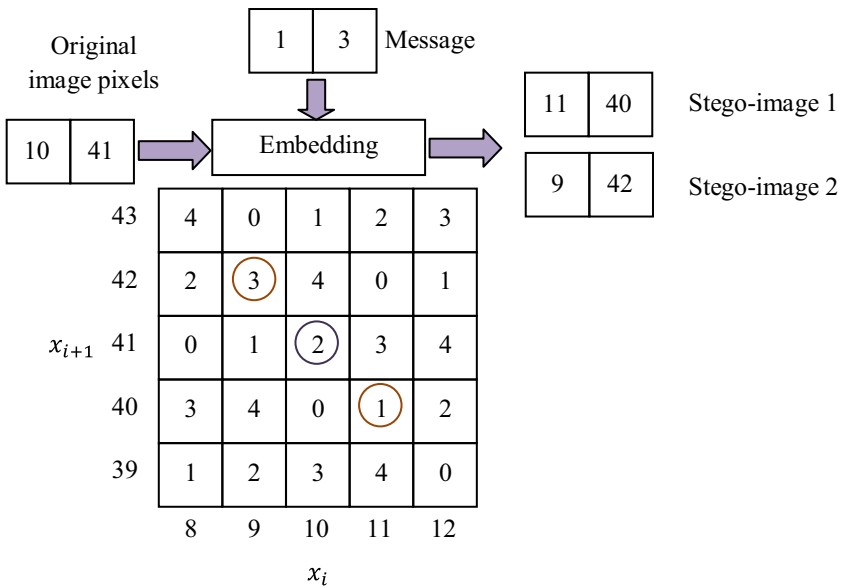 1 3 Message
Original
image pixels
10 41
Embedding
11 40 Stego-image 1
9 42 Stego-image 2
43 4 0 1 2 3
42 2 3 4 0 1
x_{i+1} 41 0 1 2 3 4
40 3 4 0 1 2
39 1 2 3 4 0
8 9 10 11 12
x_i